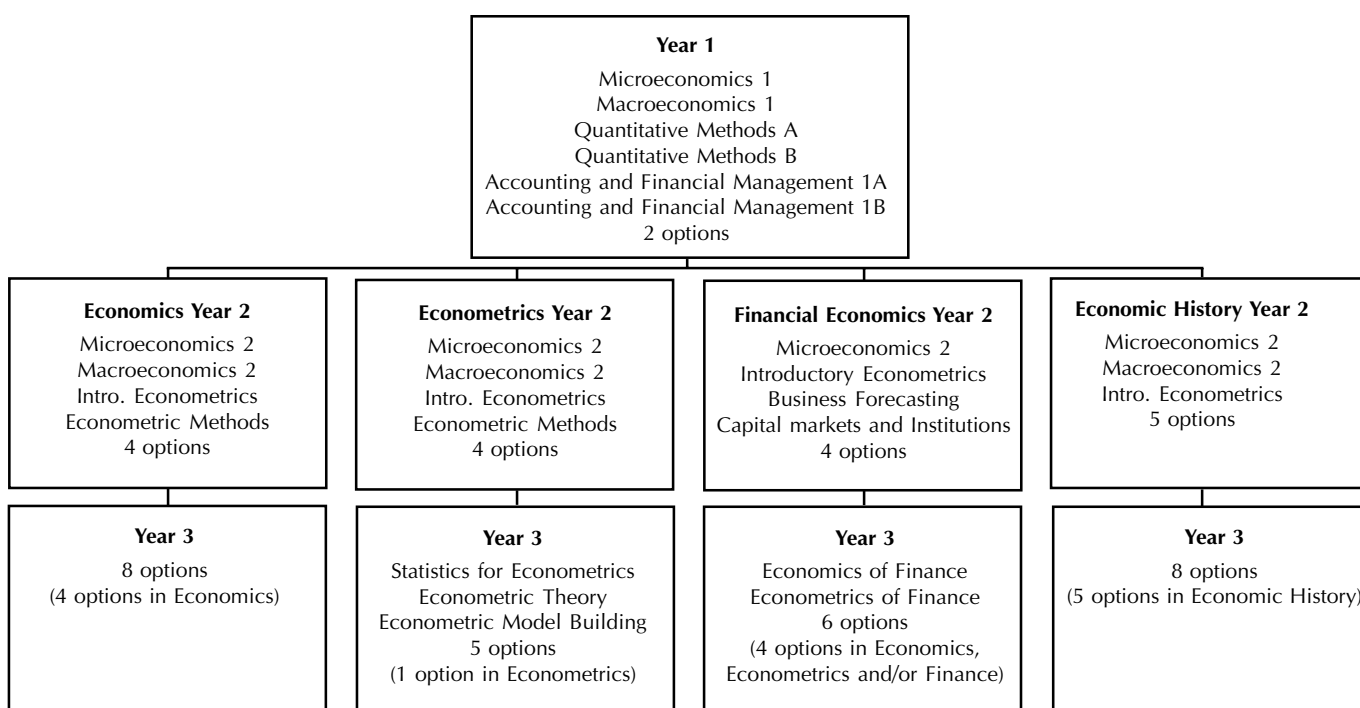 Year 1
Microeconomics 1
Macroeconomics 1
Quantitative Methods A
Quantitative Methods B
Accounting and Financial Management 1A
Accounting and Financial Management 1B
2 options
Economics Year 2
Microeconomics 2
Macroeconomics 2
Intro. Econometrics
Econometric Methods
4 options
Econometrics Year 2
Microeconomics 2
Macroeconomics 2
Intro. Econometrics
Econometric Methods
4 options
Financial Economics Year 2
Microeconomics 2
Introductory Econometrics
Business Forecasting
Capital markets and Institutions
4 options
Economic History Year 2
Microeconomics 2
Macroeconomics 2
Intro. Econometrics
5 options
Year 3
8 options
(4 options in Economics)
Year 3
Statistics for Econometrics
Econometric Theory
Econometric Model Building
5 options
(1 option in Econometrics)
Year 3
Economics of Finance
Econometrics of Finance
6 options
(4 options in Economics,
Econometrics and/or Finance)
Year 3
8 options
(5 options in Economic History)